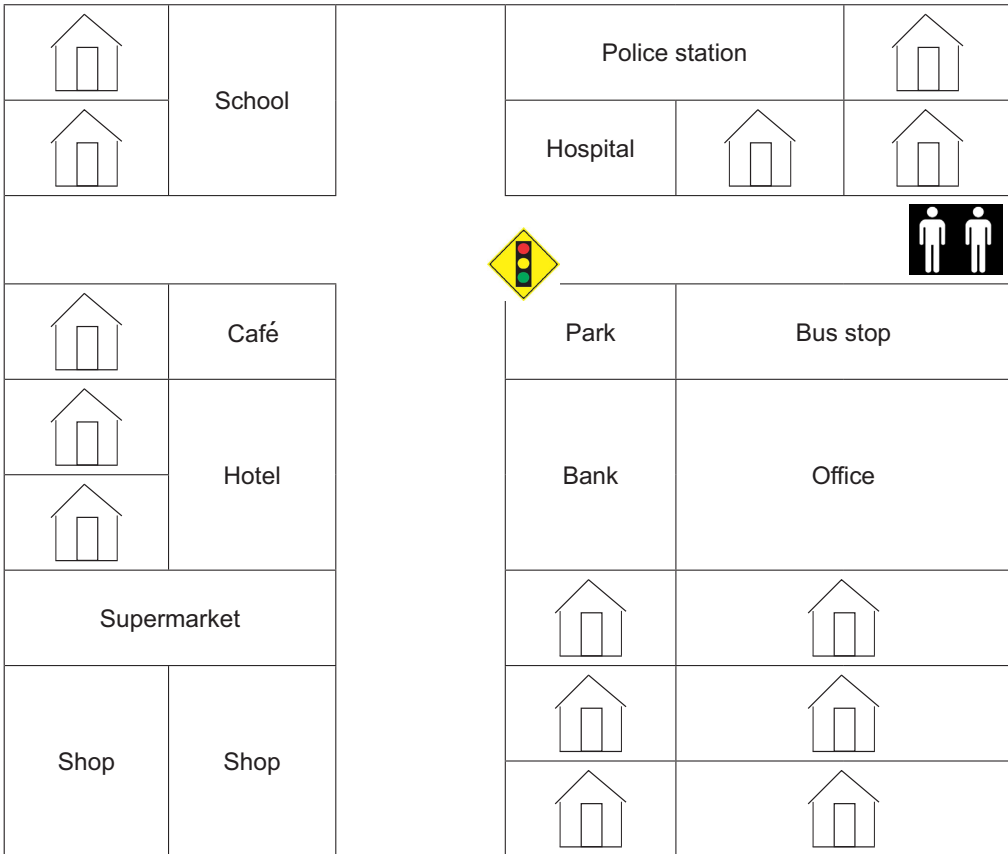 Police station
School
Hospital
Café
Park
Bus stop
Hotel
Bank
Office
Supermarket
Shop
Shop